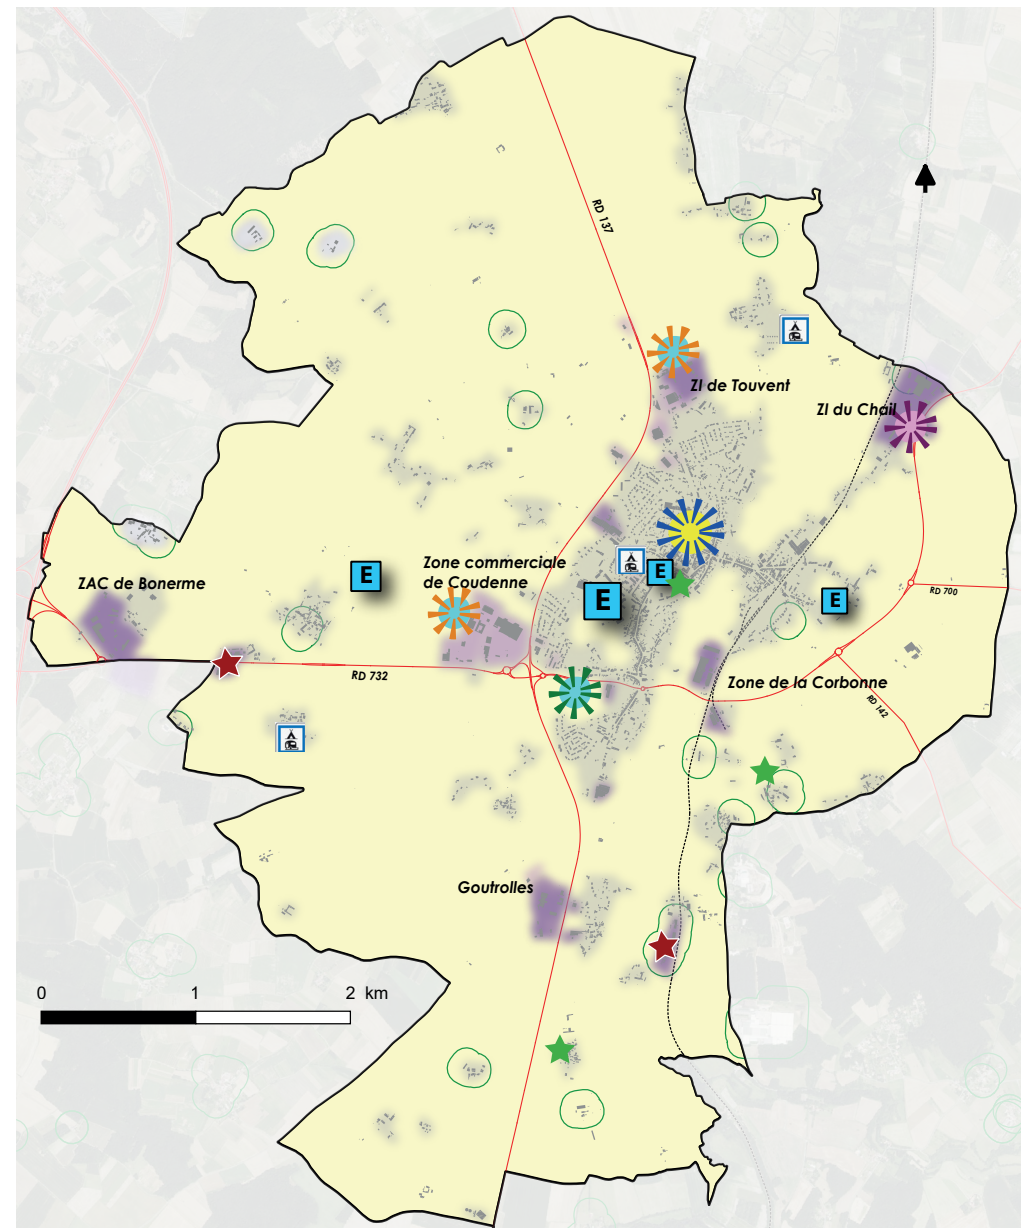 RD 137
ZI de Touvent
ZI du Chail
Zone commerciale
de Coudenne
E
E
E
E
ZAC de Bonerme
RD 700
RD 732
Zone de la Corbonne
RD 142
Goutrolles
0 1 2 km